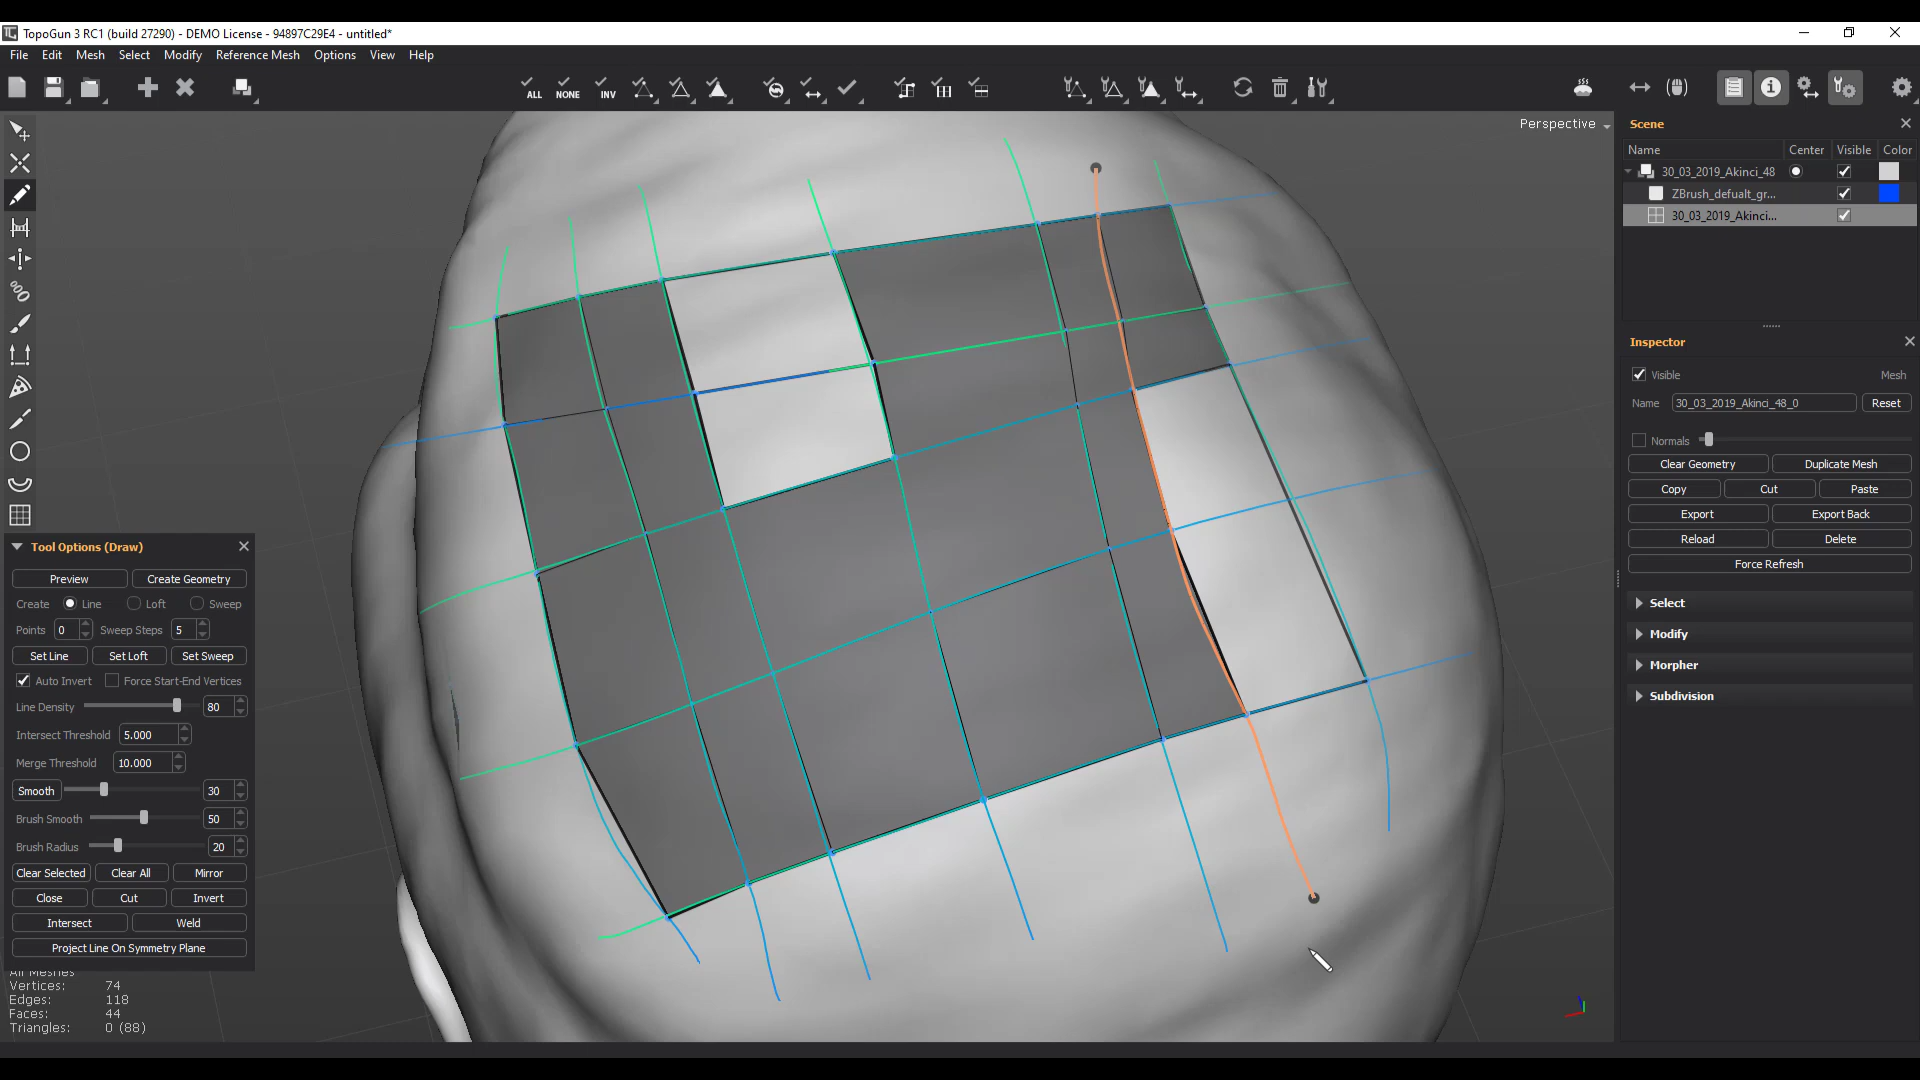 TopoGun 3 RC1 (build 27290) - DEMO License - 94897C29E4 - untitled*
File Edit Mesh Select Modify Reference Mesh Options View Help
ALL NONE INV
Perspective
Scene
Name Center Visible Color
30_03_2019_Akinci_48
ZBrush_defualt_gr...
30_03_2019_Akinci...
Inspector
Visible Mesh
Name 30_03_2019_Akinci_48_0 Reset
Normals
Clear Geometry Duplicate Mesh
Copy Cut Paste
Export Export Back
Reload Delete
Force Refresh
Select
Modify
Morpher
Subdivision
Tool Options (Draw)
Preview Create Geometry
Create Line Loft Sweep
Points 0 Sweep Steps 5
Set Line Set Loft Set Sweep
Auto Invert Force Start-End Vertices
Line Density 80
Intersect Threshold 5.000
Merge Threshold 10.000
Smooth 30
Brush Smooth 50
Brush Radius 20
Clear Selected Clear All Mirror
Close Cut Invert
Intersect Weld
Project Line On Symmetry Plane
All Meshes
Vertices: 74
Edges: 118
Faces: 44
Triangles: 0 (88)